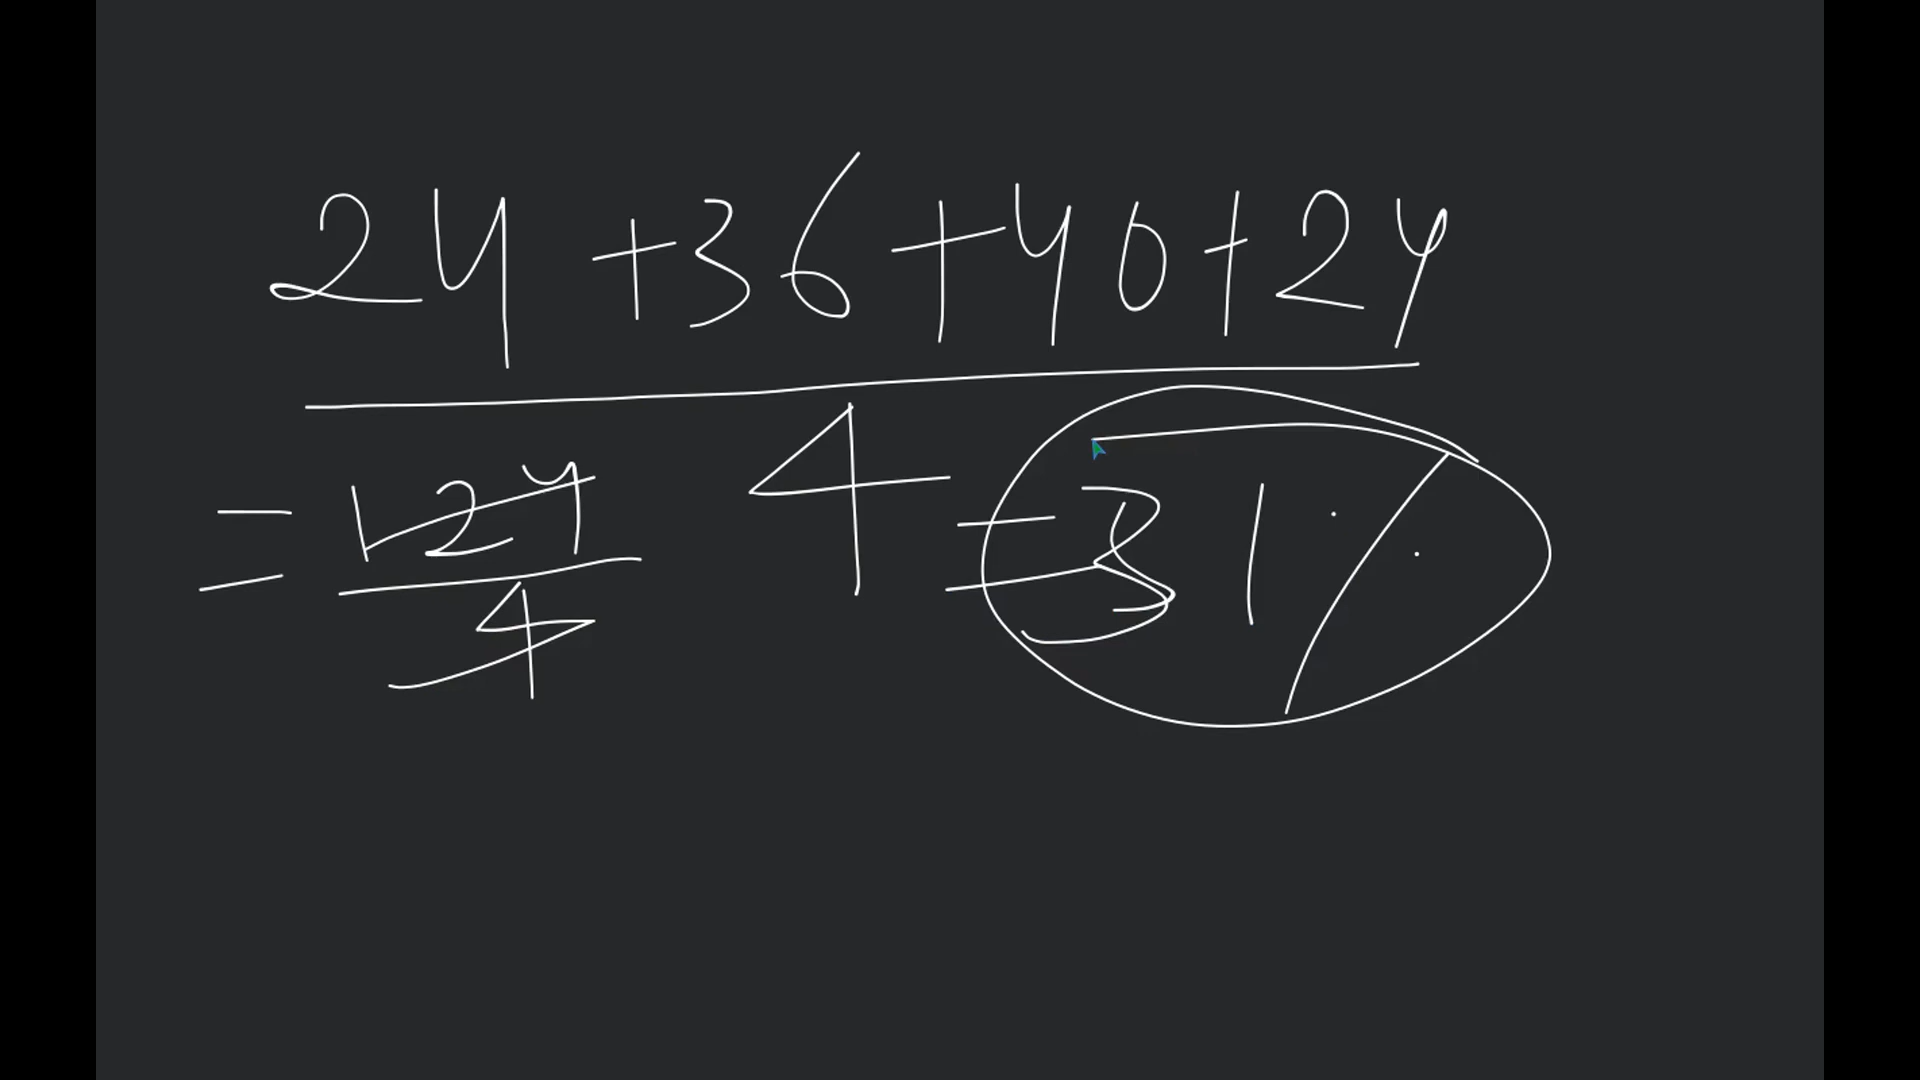 24+36+40+24
4
= 124 = 31%
4